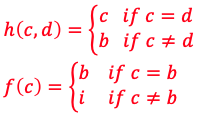 h(c, d) = { c if c = d
b if c ≠ d
f(c) = { b if c = b
i if c ≠ b